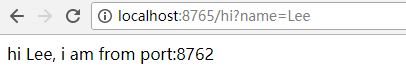 localhost:8765/hi?name=Lee
hi Lee, i am from port:8762